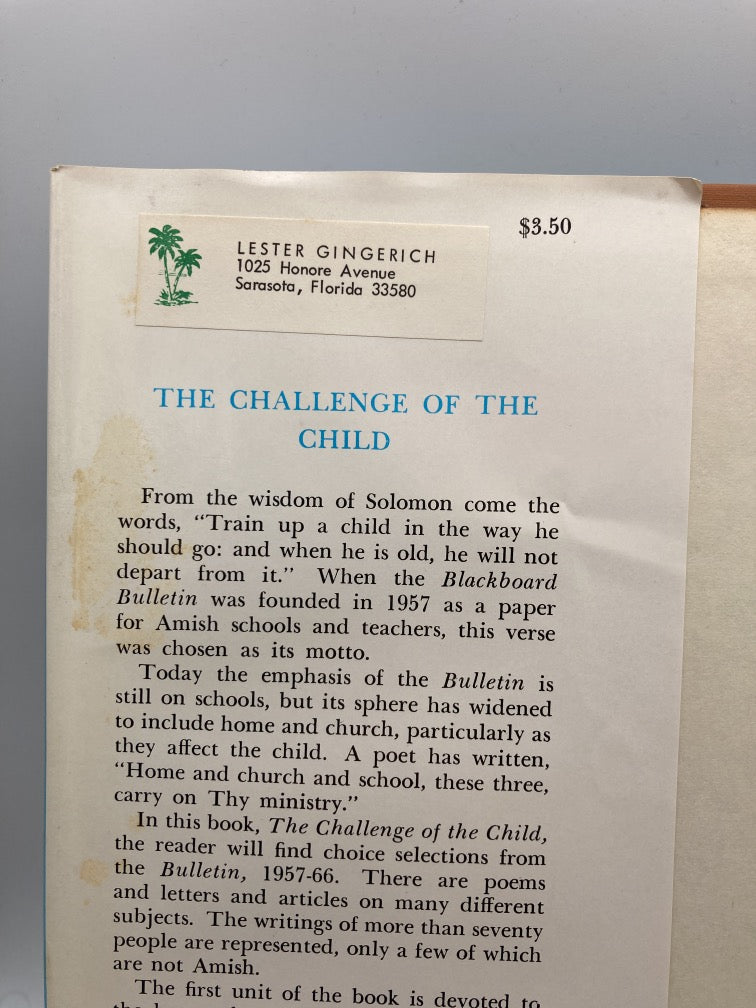 $3.50
LESTER GINGERICH
1025 Honore Avenue
Sarasota, Florida 33580
THE CHALLENGE OF THE
CHILD
From the wisdom of Solomon come the
words, “Train up a child in the way he
should go: and when he is old, he will not
depart from it.” When the Blackboard
Bulletin was founded in 1957 as a paper
for Amish schools and teachers, this verse
was chosen as its motto.
Today the emphasis of the Bulletin is
still on schools, but its sphere has widened
to include home and church, particularly as
they affect the child. A poet has written,
“Home and church and school, these three,
carry on Thy ministry.”
In this book, The Challenge of the Child,
the reader will find choice selections from
the Bulletin, 1957-66. There are poems
and letters and articles on many different
subjects. The writings of more than seventy
people are represented, only a few of which
are not Amish.
The first unit of the book is devoted to